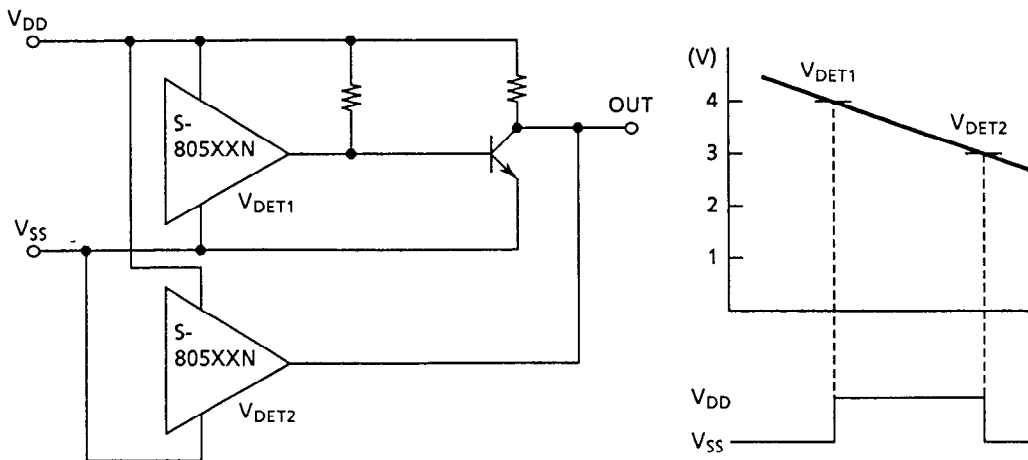 VDD
S-
805XXN
VDET1
OUT
VSS
S-
805XXN
VDET2
(V)
4
3
2
1
VDET1
VDET2
VDD
VSS